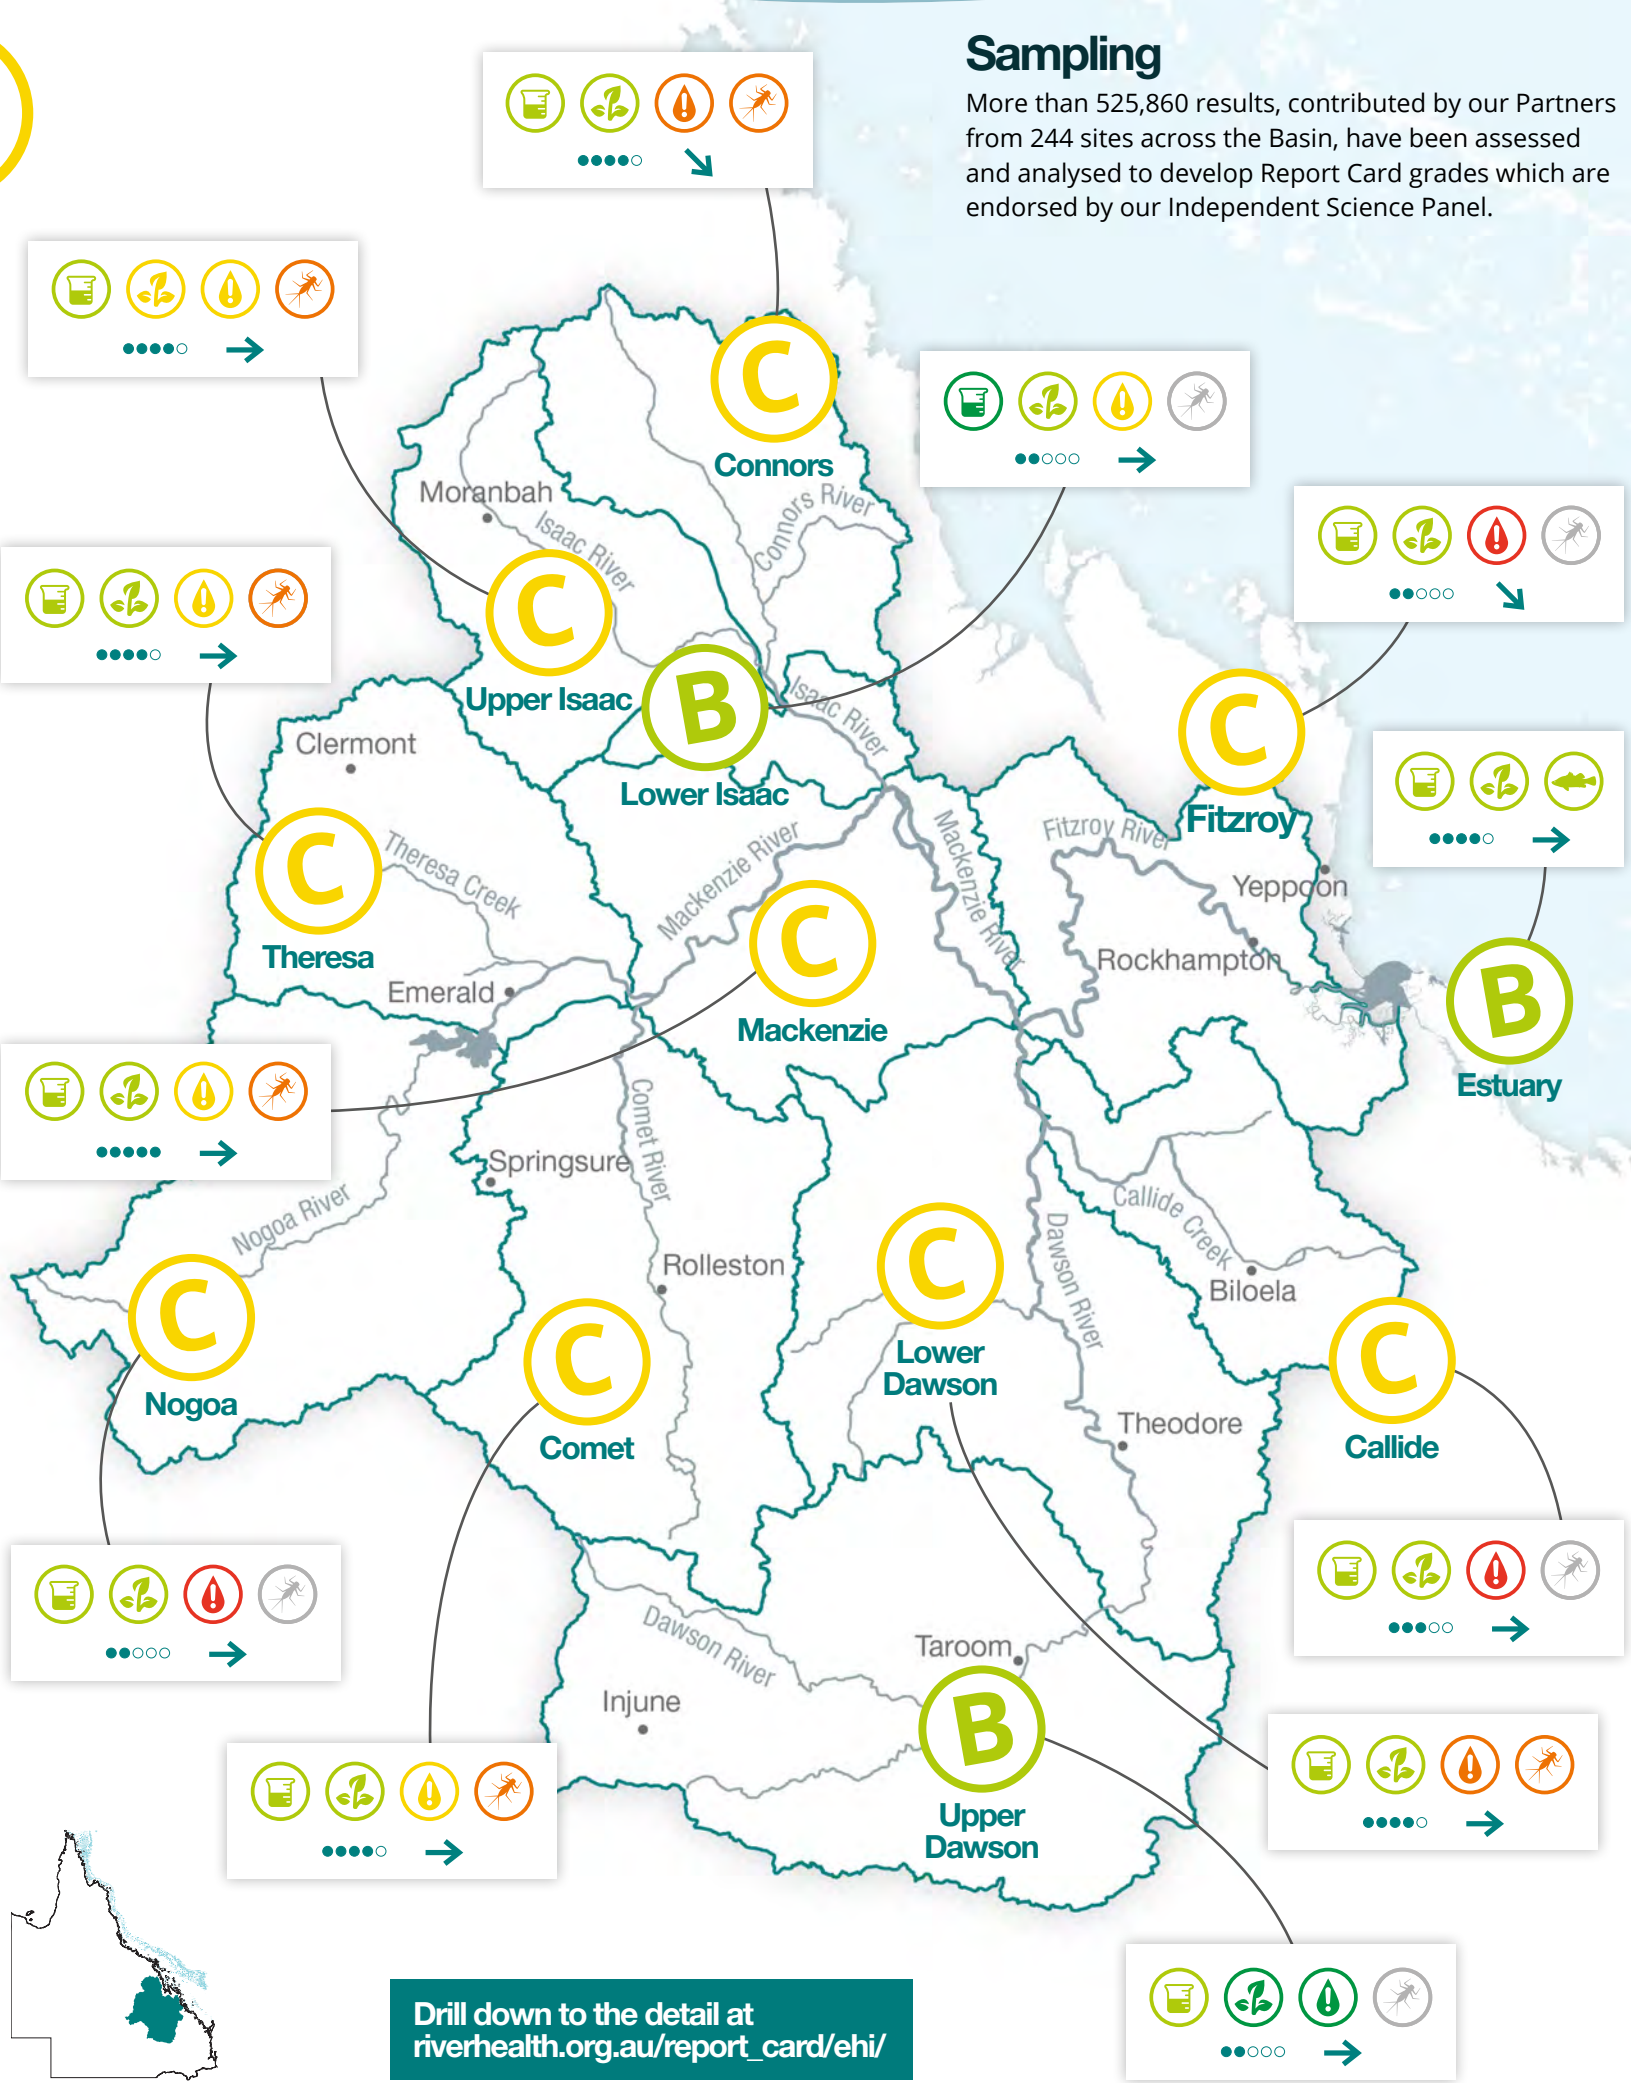 Sampling
More than 525,860 results, contributed by our Partners
from 244 sites across the Basin, have been assessed
and analysed to develop Report Card grades which are
endorsed by our Independent Science Panel.
C
Connors
Moranbah
Connors River
Isaac River
C
Upper Isaac
B
Lower Isaac
Isaac River
C
Fitzroy
Clermont
Theresa Creek
C
Theresa
Mackenzie River
Mackenzie River
Fitzroy River
Yeppoon
Rockhampton
C
Mackenzie
Emerald
B
Estuary
Comet River
Springsure
Nogoa River
Callide Creek
Dawson River
Rolleston
Biloela
C
Nogoa
C
Comet
C
Lower
Dawson
C
Callide
Theodore
Dawson River
Taroom
Injune
B
Upper
Dawson
Drill down to the detail at
riverhealth.org.au/report_card/ehi/